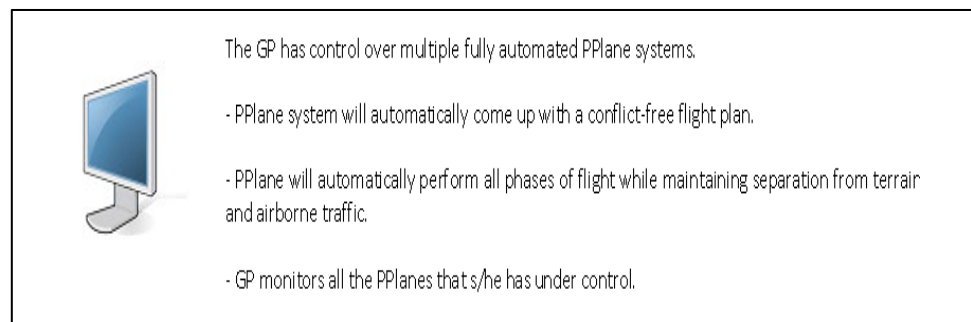 The GP has control over multiple fully automated PPlane systems.
- PPlane system will automatically come up with a conflict-free flight plan.
- PPlane will automatically perform all phases of flight while maintaining separation from terrain
and airborne traffic.
- GP monitors all the PPlanes that s/he has under control.